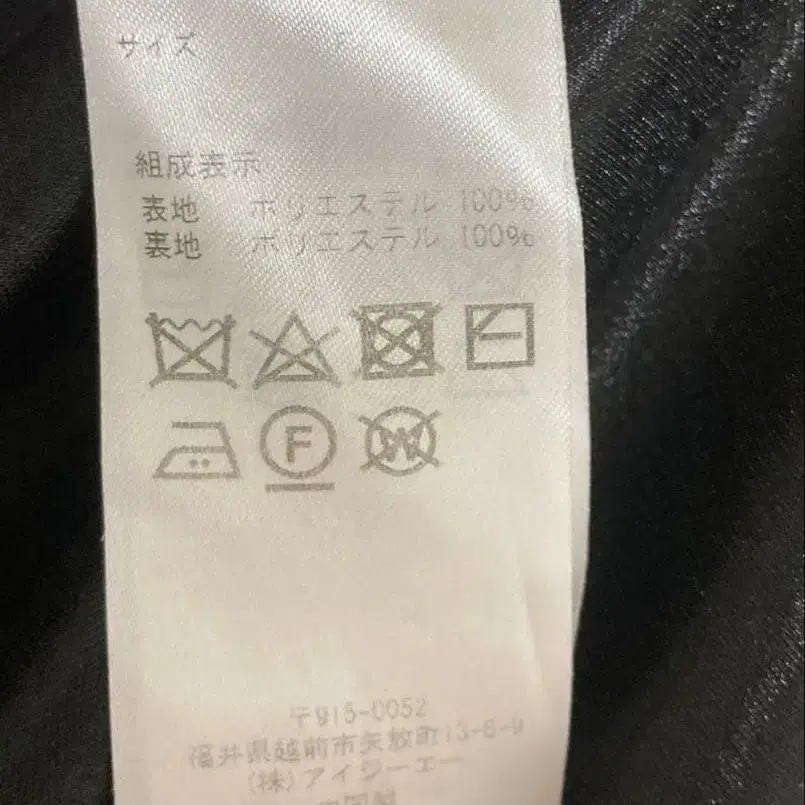 サイズ F
組成表示
表地 ポリエステル 100%
裏地 ポリエステル 100%
F
W
〒915-0052
福井県越前市矢放町13-8-9
(株)アイジーエー